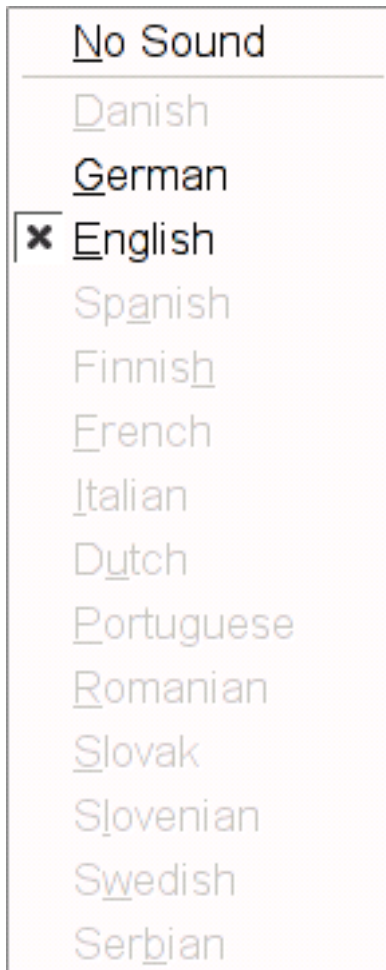 No Sound
Danish
German
English
Spanish
Finnish
French
Italian
Dutch
Portuguese
Romanian
Slovak
Slovenian
Swedish
Serbian